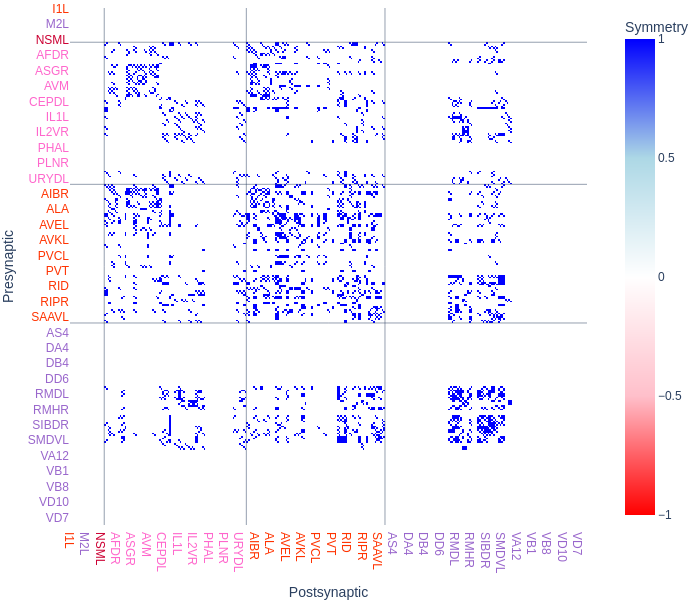 Symmetry
1
0.5
0
−0.5
−1
Presynaptic
I1L
M2L
NSML
AFDR
ASGR
AVM
CEPDL
IL1L
IL2VR
PHAL
PLNR
URYDL
AIBR
ALA
AVEL
AVKL
PVCL
PVT
RID
RIPR
SAAVL
AS4
DA4
DB4
DD6
RMDL
RMHR
SIBDR
SMDVL
VA12
VB1
VB8
VD10
VD7
I1L
M2L
NSML
AFDR
ASGR
AVM
CEPDL
IL1L
IL2VR
PHAL
PLNR
URYDL
AIBR
ALA
AVEL
AVKL
PVCL
PVT
RID
RIPR
SAAVL
AS4
DA4
DB4
DD6
RMDL
RMHR
SIBDR
SMDVL
VA12
VB1
VB8
VD10
VD7
Postsynaptic